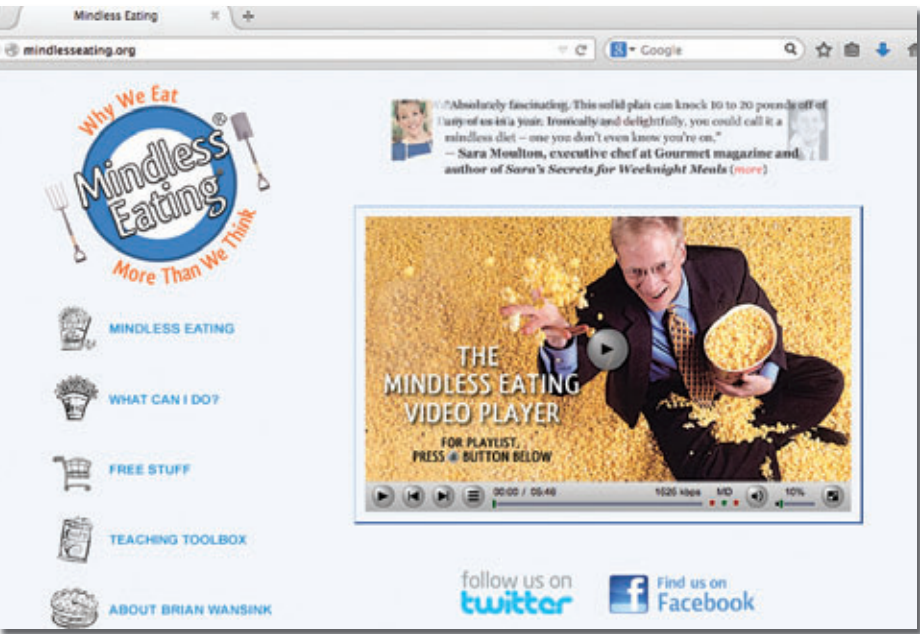 Mindless Eating
mindlesseating.org
Google
Why We Eat
Mindless
Eating®
More Than We Think
"Absolutely fascinating. This solid plan can knock 10 to 20 pounds off of
any of us in a year. Ironically and delightfully, you could call it a
mindless diet – one you don't even know you're on."
— Sara Moulton, executive chef at Gourmet magazine and
author of Sara's Secrets for Weeknight Meals (more)
THE
MINDLESS EATING
VIDEO PLAYER
FOR PLAYLIST,
PRESS BUTTON BELOW
00:00 / 05:46
1626 kbps
MD
10%
MINDLESS EATING
WHAT CAN I DO?
FREE STUFF
TEACHING TOOLBOX
ABOUT BRIAN WANSINK
follow us on
twitter
f
Find us on
Facebook